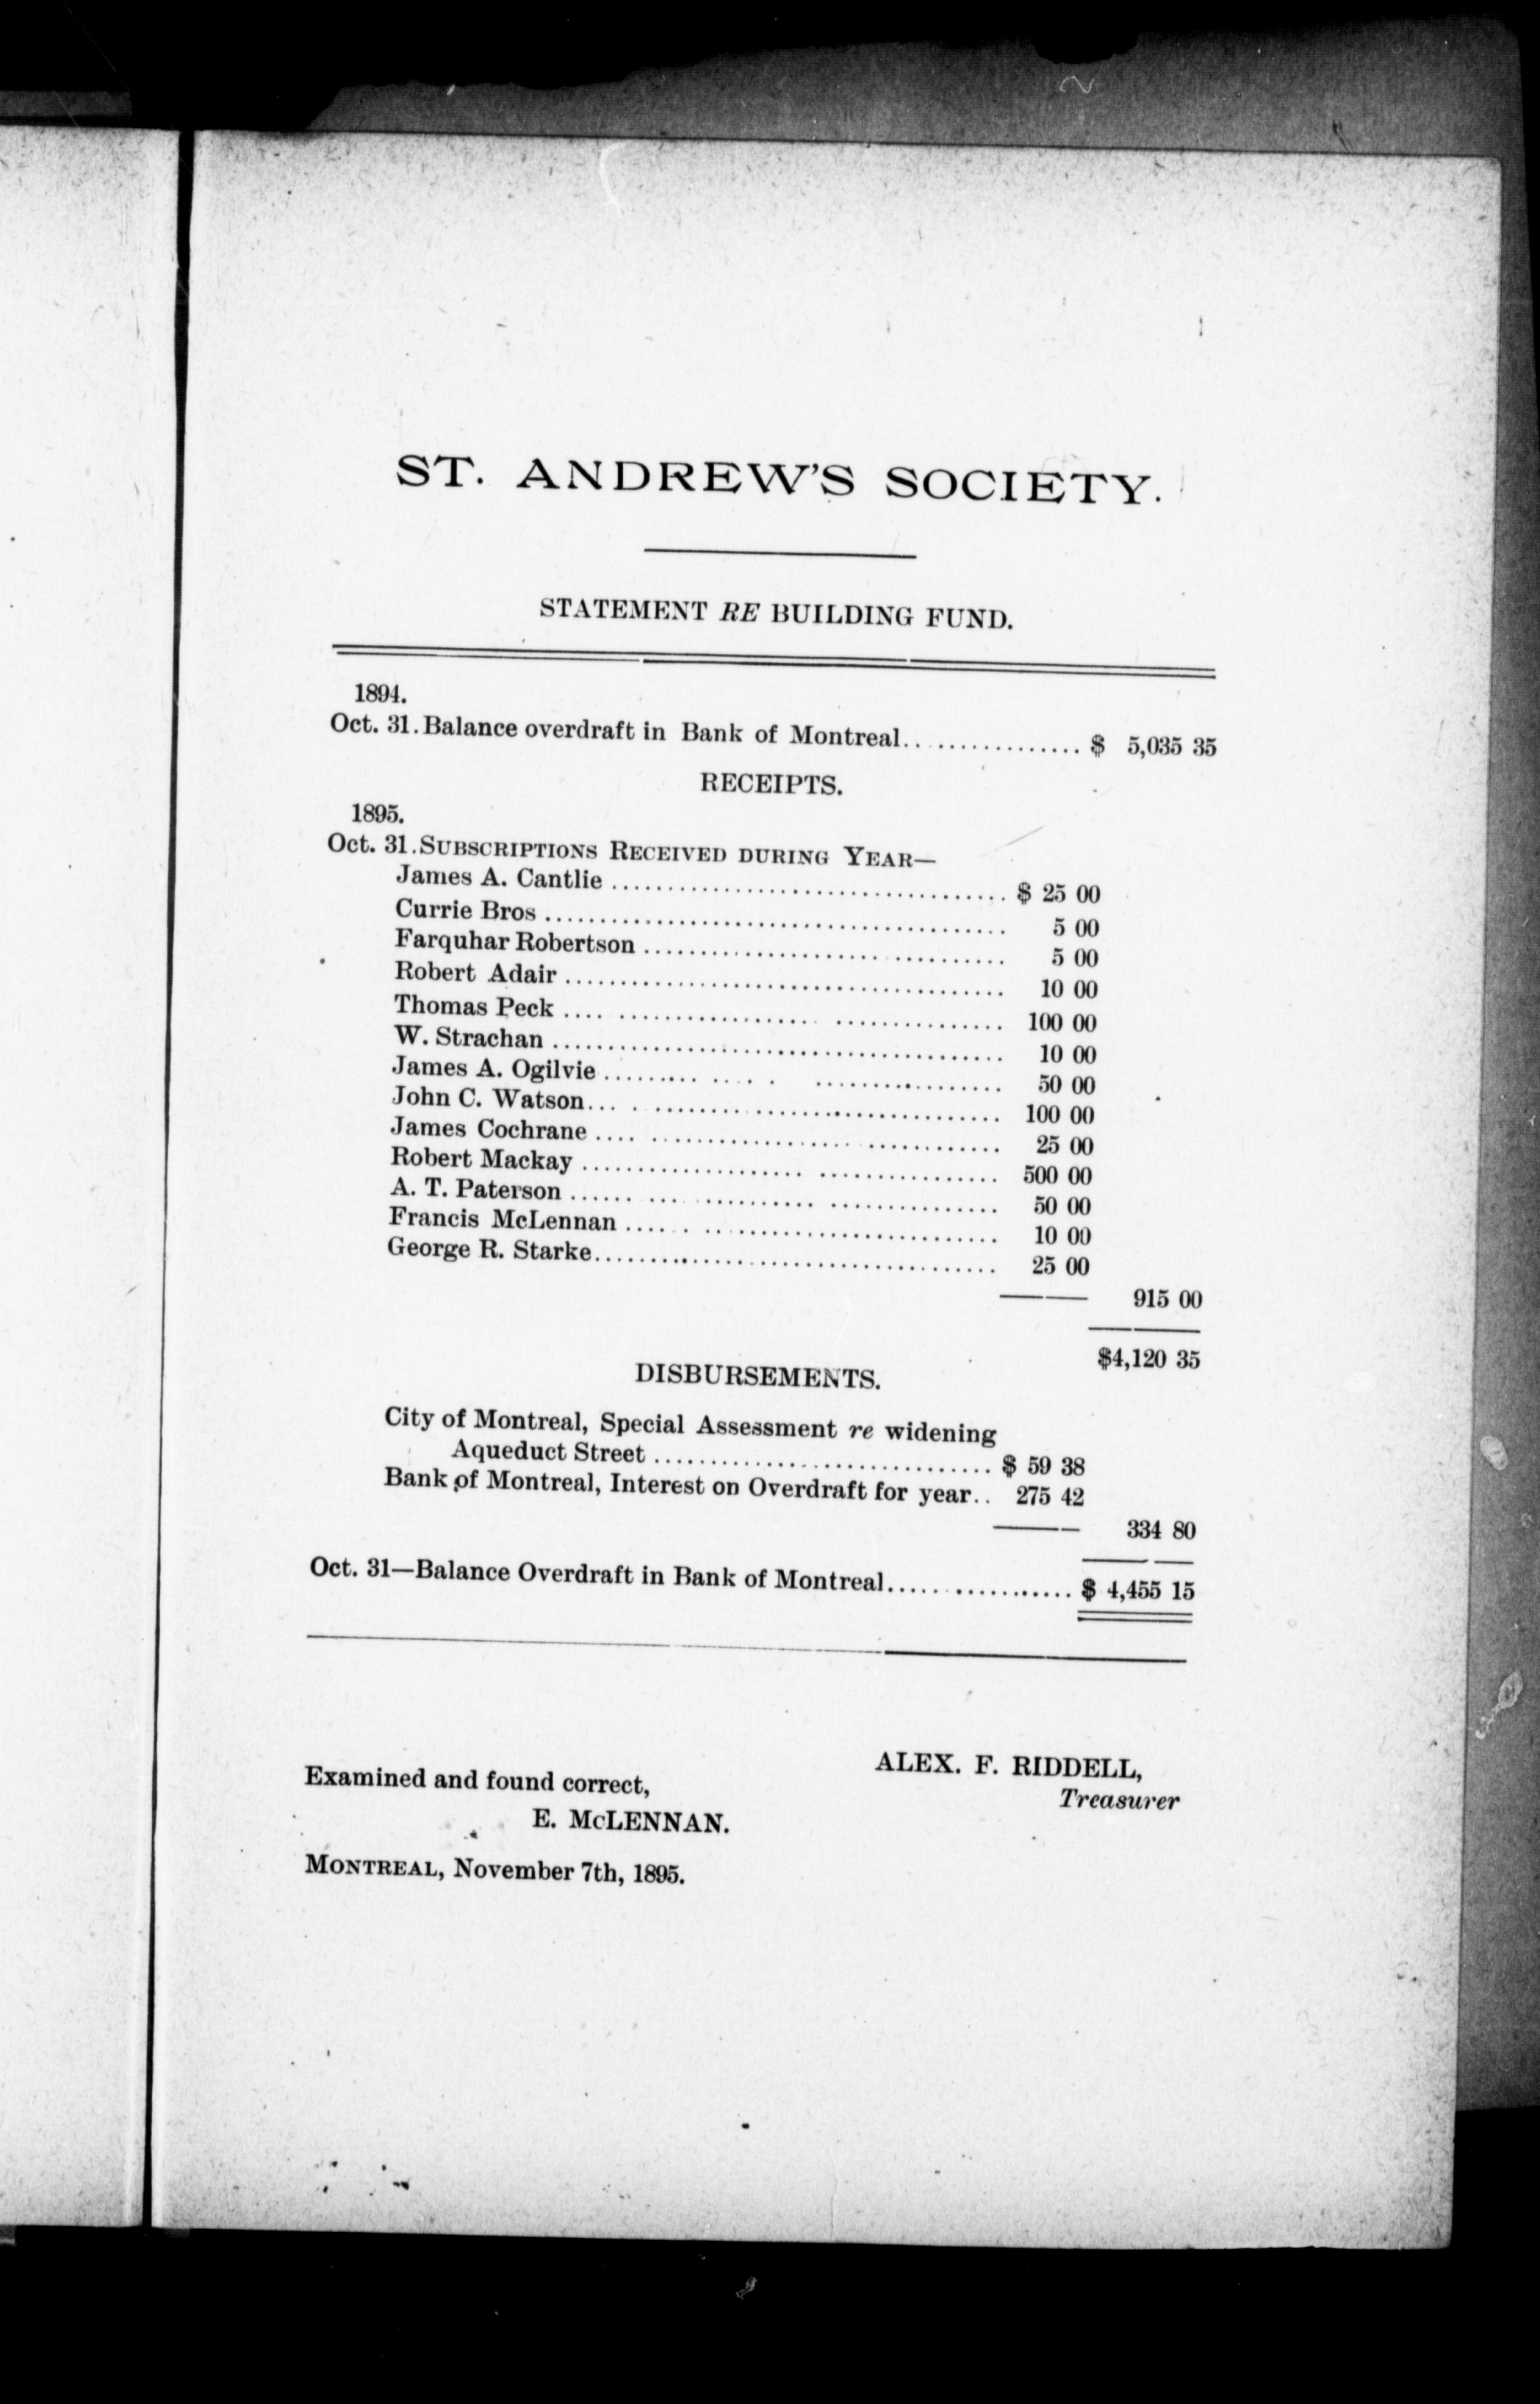 ST. ANDREW'S SOCIETY.
STATEMENT RE BUILDING FUND.
1894.
Oct. 31. Balance overdraft in Bank of Montreal................ $ 5,035 35
RECEIPTS.
1895.
Oct. 31. SUBSCRIPTIONS RECEIVED DURING YEAR—
James A. Cantlie .................................. $ 25 00
Currie Bros ........................................ 5 00
Farquhar Robertson ................................ 5 00
Robert Adair ...................................... 10 00
Thomas Peck ...................................... 100 00
W. Strachan ....................................... 10 00
James A. Ogilvie .................................. 50 00
John C. Watson.................................... 100 00
James Cochrane .................................... 25 00
Robert Mackay .................................... 500 00
A. T. Paterson .................................... 50 00
Francis McLennan .................................. 10 00
George R. Starke................................... 25 00
915 00
$4,120 35
DISBURSEMENTS.
City of Montreal, Special Assessment re widening
Aqueduct Street .............................. $ 59 38
Bank of Montreal, Interest on Overdraft for year.. 275 42
334 80
Oct. 31—Balance Overdraft in Bank of Montreal................. $ 4,455 15
ALEX. F. RIDDELL,
Treasurer
Examined and found correct,
E. McLENNAN.
MONTREAL, November 7th, 1895.